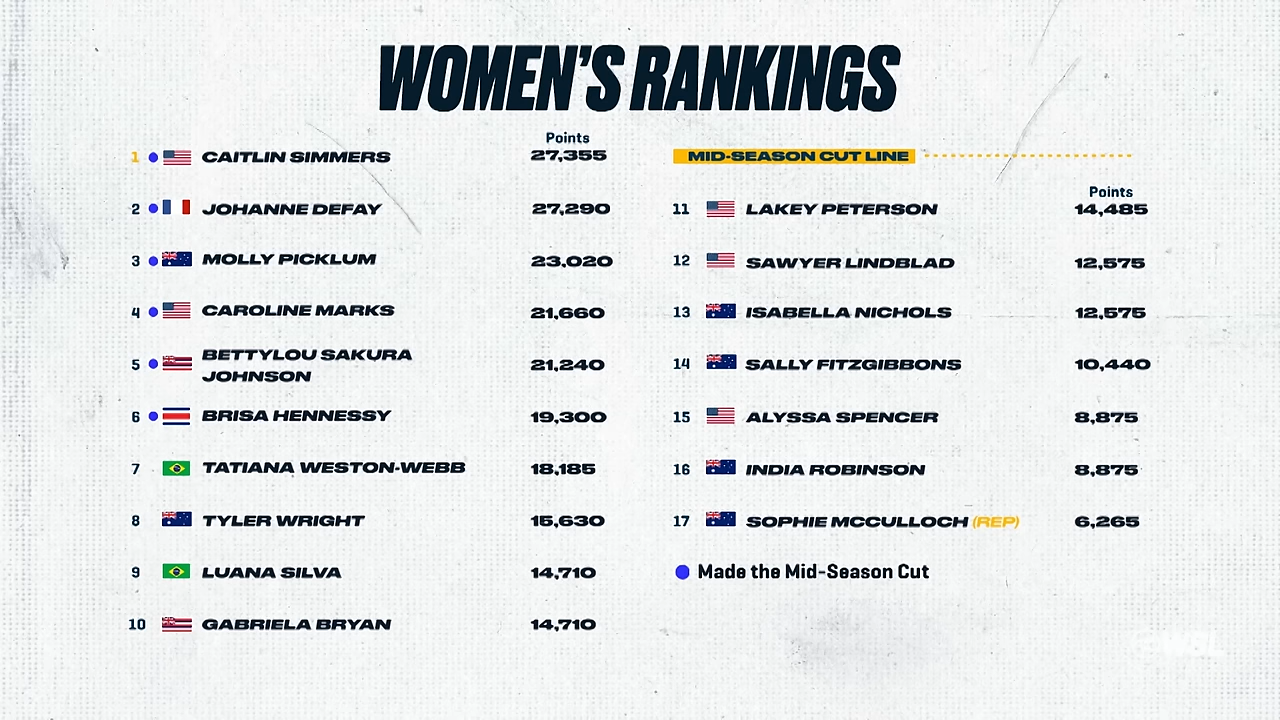 WOMEN'S RANKINGS
Points
1 CAITLIN SIMMERS 27,355
2 JOHANNE DEFAY 27,290
3 MOLLY PICKLUM 23,020
4 CAROLINE MARKS 21,660
5 BETTYLOU SAKURA
JOHNSON 21,240
6 BRISA HENNESSY 19,300
7 TATIANA WESTON-WEBB 18,185
8 TYLER WRIGHT 15,630
9 LUANA SILVA 14,710
10 GABRIELA BRYAN 14,710
MID-SEASON CUT LINE
Points
11 LAKEY PETERSON 14,485
12 SAWYER LINDBLAD 12,575
13 ISABELLA NICHOLS 12,575
14 SALLY FITZGIBBONS 10,440
15 ALYSSA SPENCER 8,875
16 INDIA ROBINSON 8,875
17 SOPHIE MCCULLOCH (REP) 6,265
Made the Mid-Season Cut